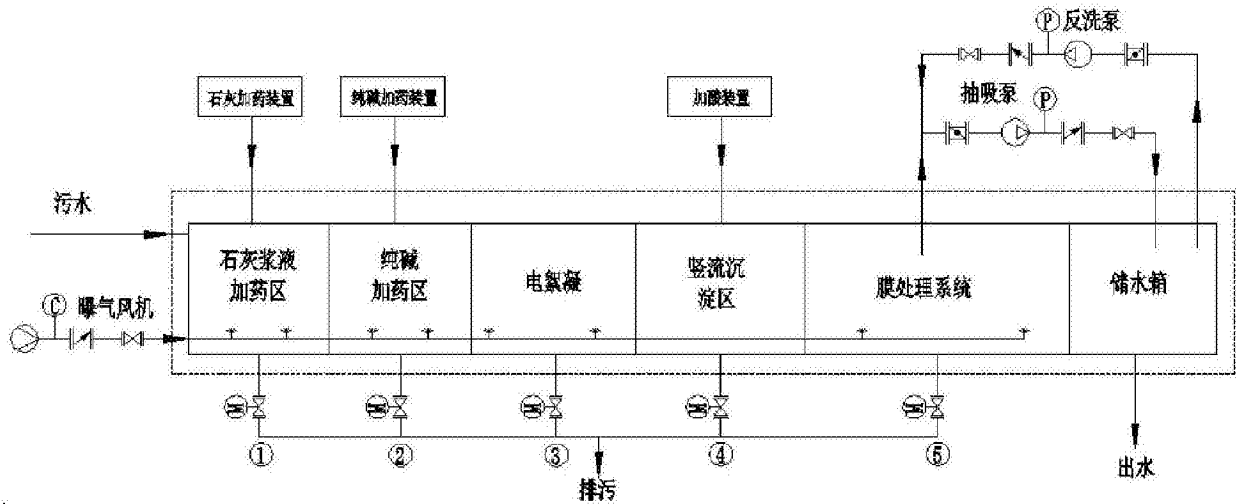 P 反洗泵
抽吸泵 P
石灰加药装置 纯碱加药装置 加酸装置
污水
石灰浆液
加药区
纯碱
加药区
电絮凝
竖流沉
淀区
膜处理系统
储水箱
C 曝气风机
M M M M M
① ② ③ ④ ⑤
排污
出水